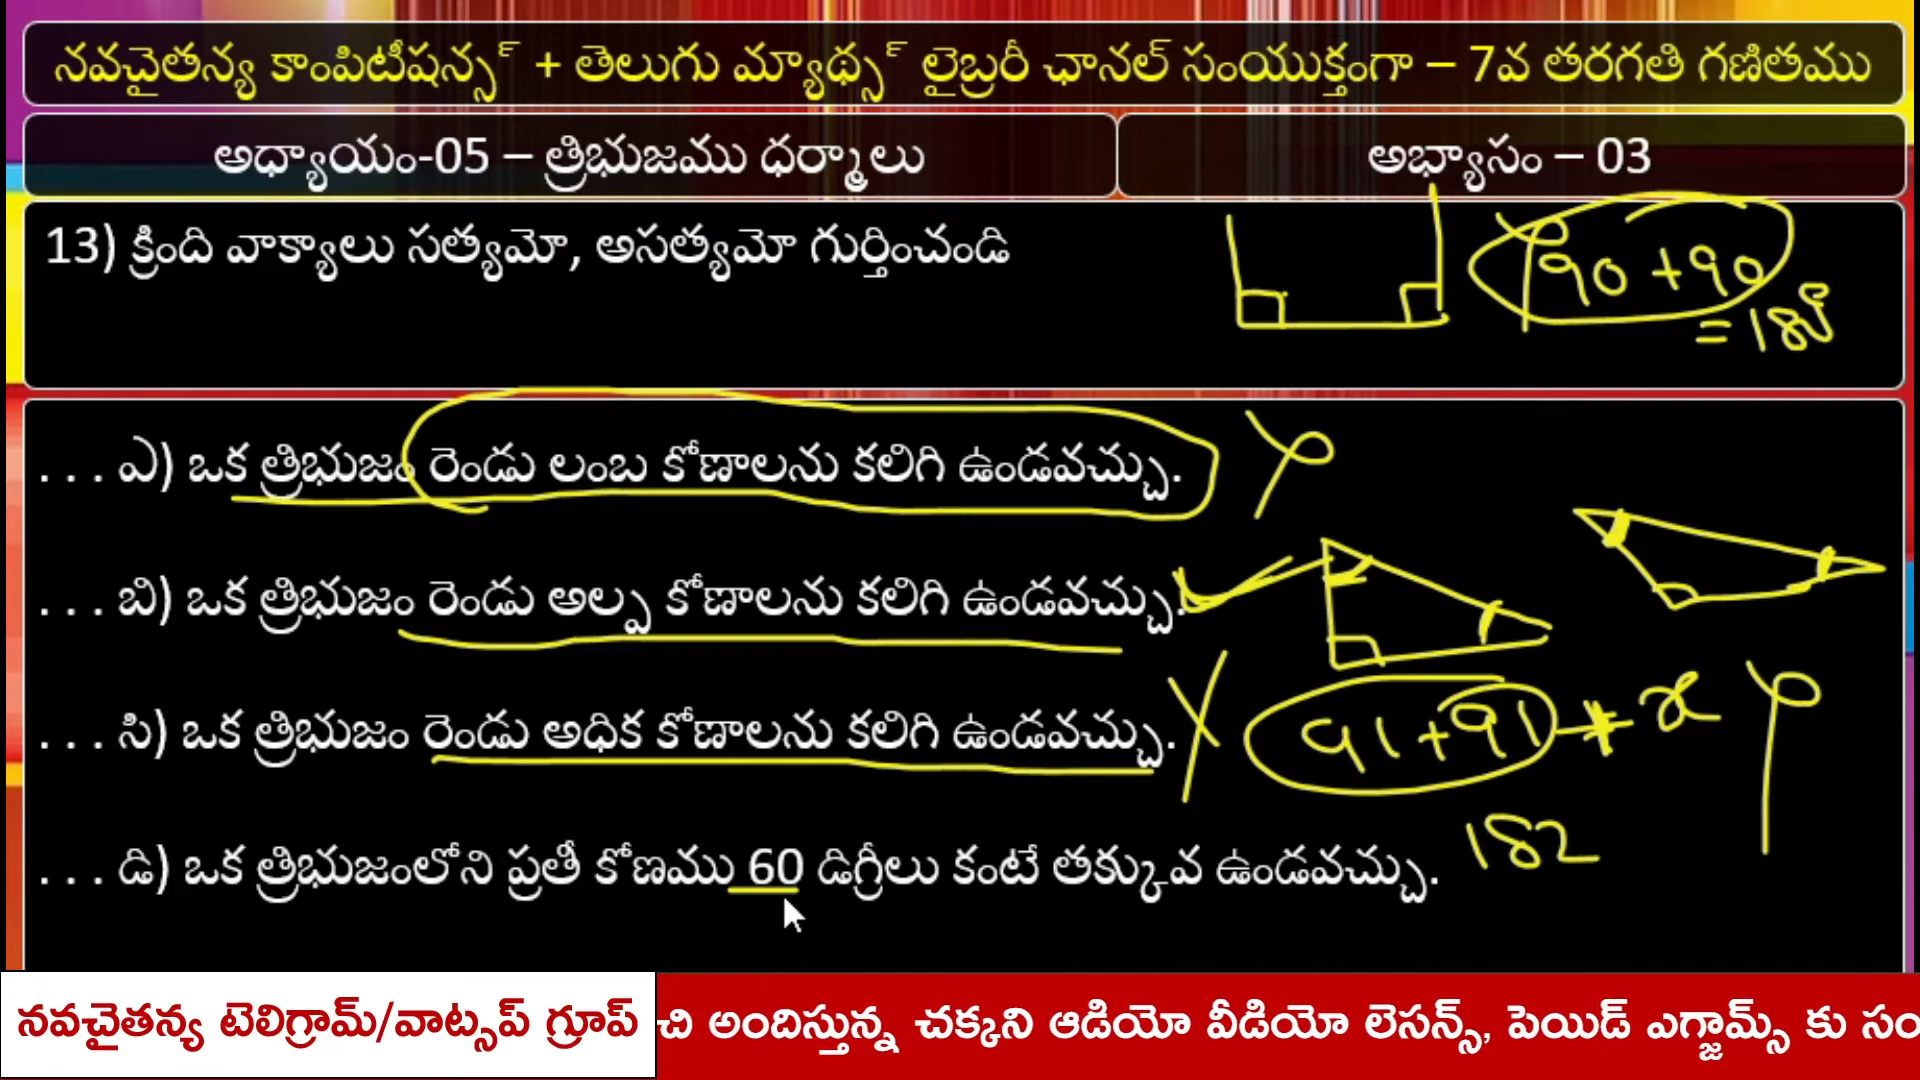 నవచైతన్య కాంపిటీషన్స్ + తెలుగు మ్యాథ్స్ లైబ్రరీ ఛానల్ సంయుక్తంగా – 7వ తరగతి గణితము
అధ్యాయం-05 – త్రిభుజము ధర్మాలు
అభ్యాసం – 03
13) క్రింది వాక్యాలు సత్యమో, అసత్యమో గుర్తించండి
90 + 90
= 180°
... ఎ) ఒక త్రిభుజం రెండు లంబ కోణాలను కలిగి ఉండవచ్చు.
... బి) ఒక త్రిభుజం రెండు అల్ప కోణాలను కలిగి ఉండవచ్చు.
... సి) ఒక త్రిభుజం రెండు అధిక కోణాలను కలిగి ఉండవచ్చు.
91 + 91 + x
... డి) ఒక త్రిభుజంలోని ప్రతీ కోణము 60 డిగ్రీలు కంటే తక్కువ ఉండవచ్చు.
182
నవచైతన్య టెలిగ్రామ్/వాట్సప్ గ్రూప్
చి అందిస్తున్న చక్కని ఆడియో వీడియో లెసన్స్, పెయిడ్ ఎగ్జామ్స్ కు సం